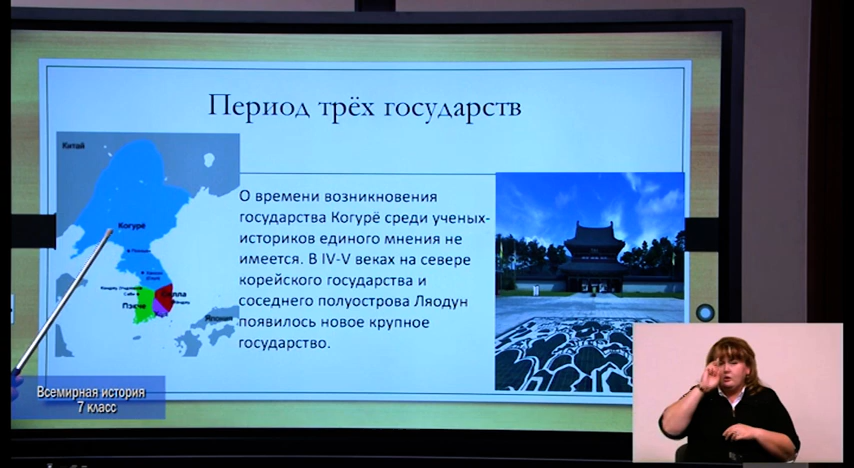 Период трёх государств
Китай
Когурё
Силла
Пэкче
Япония
О времени возникновения
государства Когурё среди ученых-
историков единого мнения не
имеется. В IV-V веках на севере
корейского государства и
соседнего полуострова Ляодун
появилось новое крупное
государство.
Всемирная история
7 класс